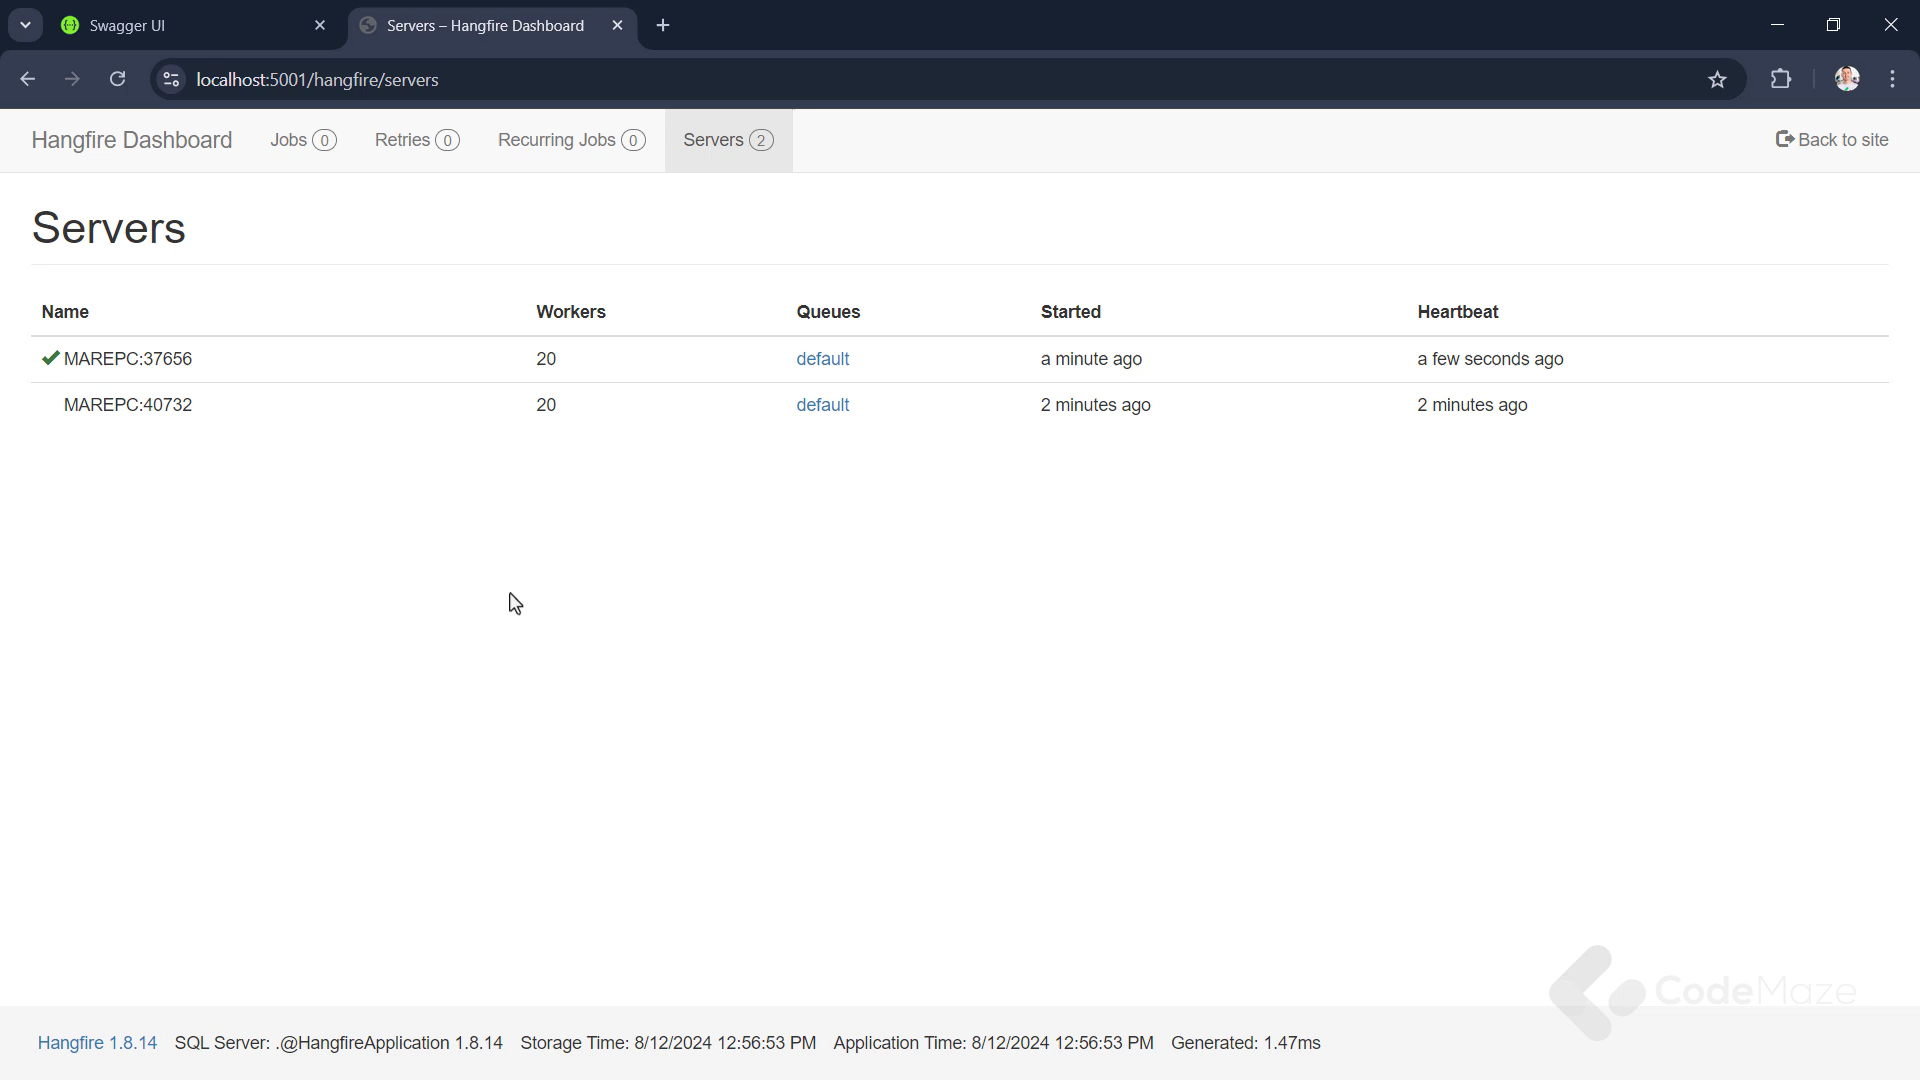 Swagger UI
Servers – Hangfire Dashboard
localhost:5001/hangfire/servers
Hangfire Dashboard Jobs 0 Retries 0 Recurring Jobs 0 Servers 2 Back to site
Servers
Name Workers Queues Started Heartbeat
MAREPC:37656 20 default a minute ago a few seconds ago
MAREPC:40732 20 default 2 minutes ago 2 minutes ago
CodeMaze
Hangfire 1.8.14 SQL Server: .@HangfireApplication 1.8.14 Storage Time: 8/12/2024 12:56:53 PM Application Time: 8/12/2024 12:56:53 PM Generated: 1.47ms